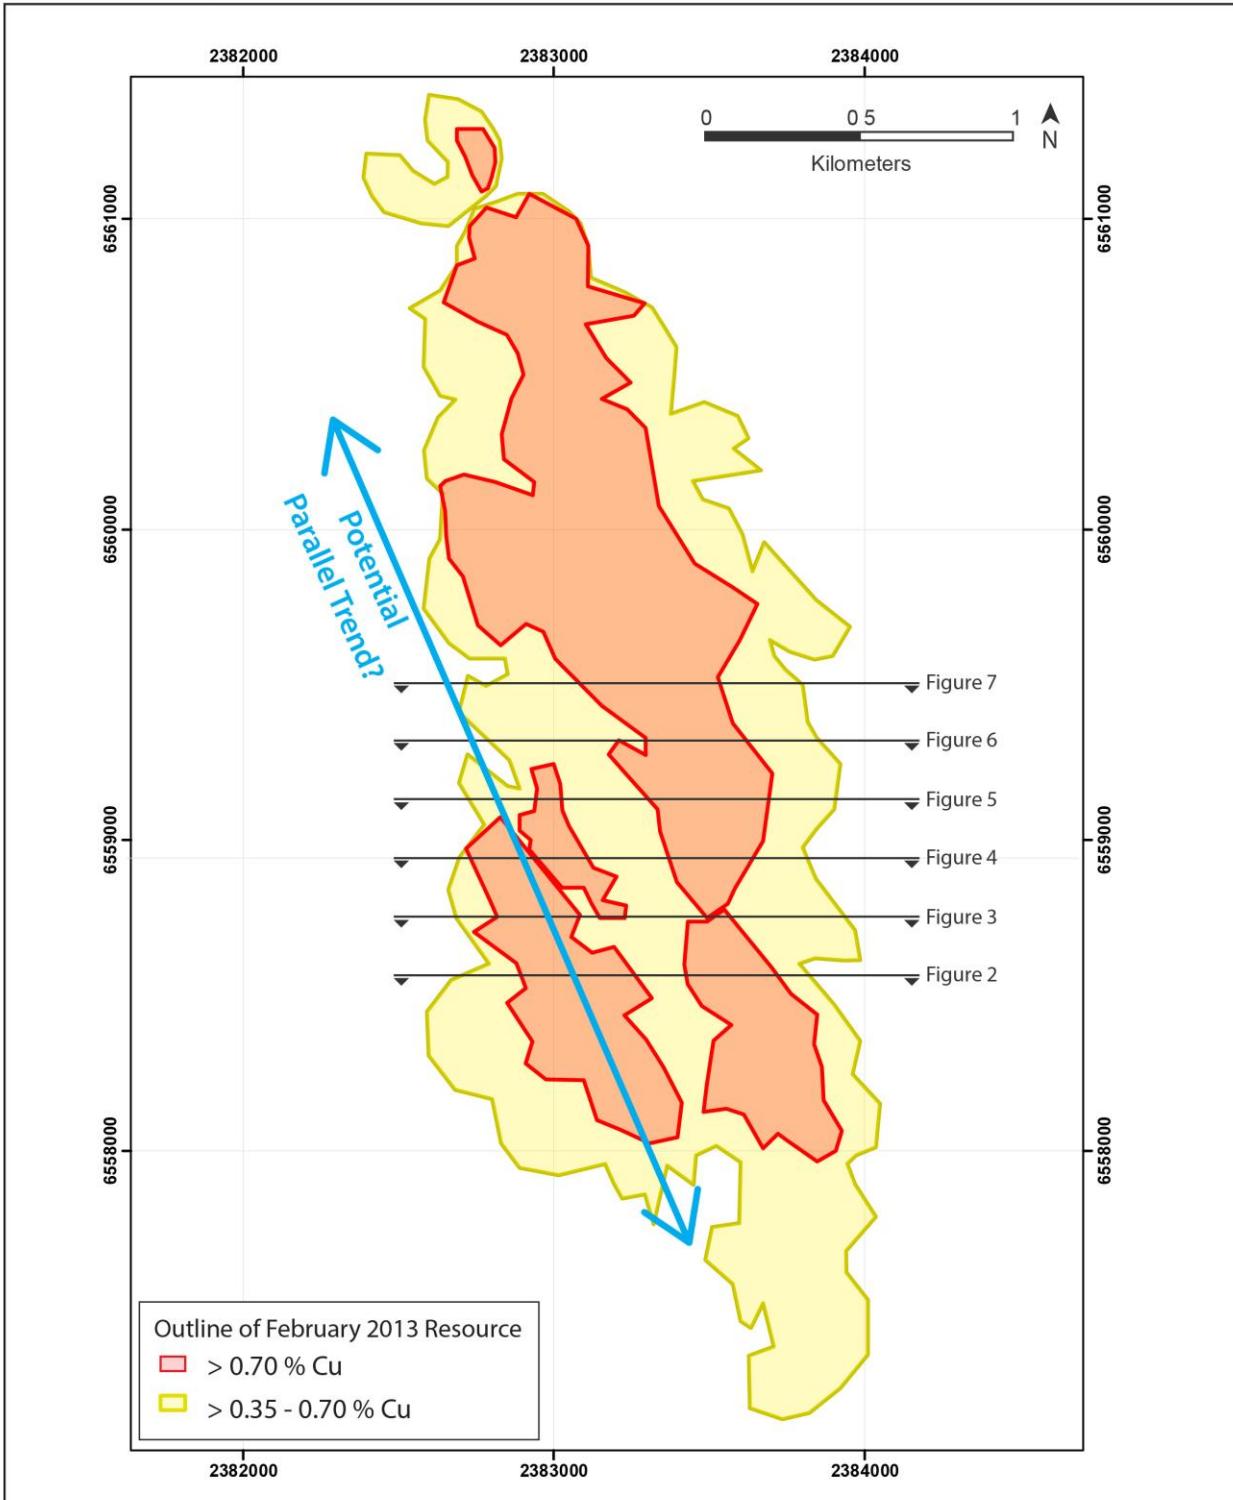 2382000 2383000 2384000
0 0 5 1
N
Kilometers
6561000 6561000
6560000 6560000
Potential
Parallel Trend?
Figure 7
Figure 6
Figure 5
6559000 6559000
Figure 4
Figure 3
Figure 2
6558000 6558000
Outline of February 2013 Resource
> 0.70 % Cu
> 0.35 - 0.70 % Cu
2382000 2383000 2384000